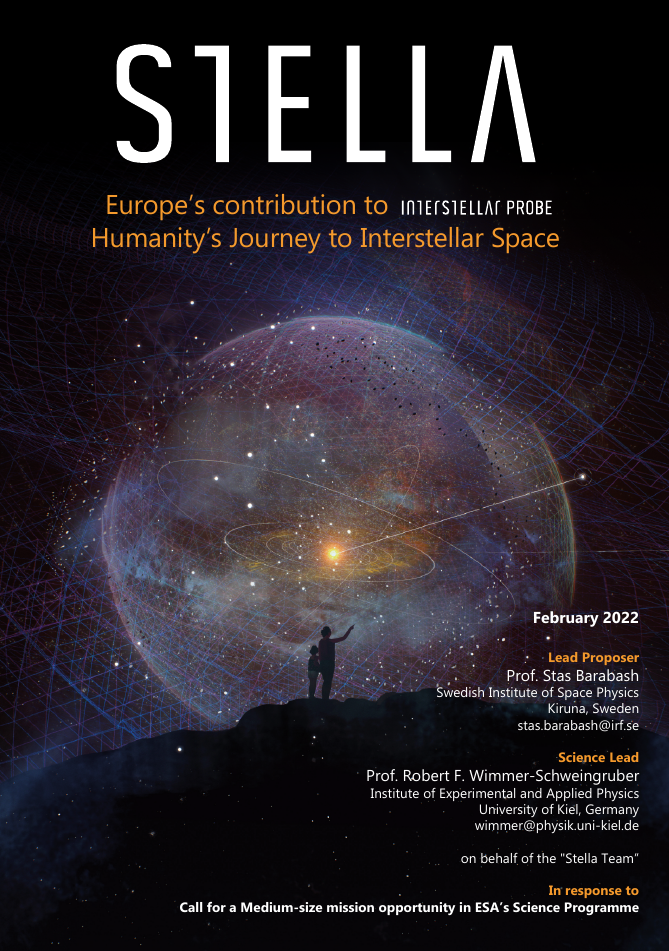 STELLA
Europe's contribution to INTERSTELLAR PROBE
Humanity's Journey to Interstellar Space
February 2022
Lead Proposer
Prof. Stas Barabash
Swedish Institute of Space Physics
Kiruna, Sweden
stas.barabash@irf.se
Science Lead
Prof. Robert F. Wimmer-Schweingruber
Institute of Experimental and Applied Physics
University of Kiel, Germany
wimmer@physik.uni-kiel.de
on behalf of the "Stella Team"
In response to
Call for a Medium-size mission opportunity in ESA's Science Programme